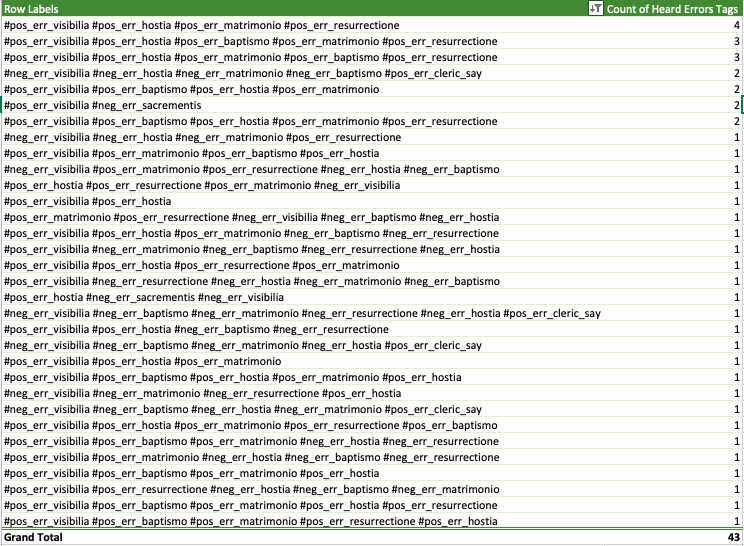 Row Labels Count of Heard Errors Tags
#pos_err_visibilia #pos_err_hostia #pos_err_matrimonio #pos_err_resurrectione 4
#pos_err_visibilia #pos_err_hostia #pos_err_baptismo #pos_err_matrimonio #pos_err_resurrectione 3
#pos_err_visibilia #pos_err_hostia #pos_err_matrimonio #pos_err_baptismo #pos_err_resurrectione 3
#neg_err_visibilia #neg_err_hostia #neg_err_matrimonio #neg_err_baptismo #pos_err_cleric_say 2
#pos_err_visibilia #pos_err_baptismo #pos_err_hostia #pos_err_matrimonio 2
#pos_err_visibilia #neg_err_sacrementis 2
#pos_err_visibilia #pos_err_baptismo #pos_err_hostia #pos_err_matrimonio #pos_err_resurrectione 2
#neg_err_visibilia #neg_err_hostia #neg_err_matrimonio #pos_err_resurrectione 1
#pos_err_visibilia #pos_err_matrimonio #pos_err_baptismo #pos_err_hostia 1
#neg_err_visibilia #pos_err_matrimonio #pos_err_resurrectione #neg_err_hostia #neg_err_baptismo 1
#pos_err_hostia #pos_err_resurrectione #pos_err_matrimonio #neg_err_visibilia 1
#pos_err_visibilia #pos_err_hostia 1
#pos_err_matrimonio #pos_err_resurrectione #neg_err_visibilia #neg_err_baptismo #neg_err_hostia 1
#pos_err_visibilia #pos_err_hostia #pos_err_matrimonio #neg_err_baptismo #neg_err_resurrectione 1
#pos_err_visibilia #neg_err_matrimonio #neg_err_baptismo #neg_err_resurrectione #neg_err_hostia 1
#pos_err_visibilia #pos_err_hostia #pos_err_resurrectione #pos_err_matrimonio 1
#pos_err_visibilia #neg_err_resurrectione #neg_err_hostia #neg_err_matrimonio #neg_err_baptismo 1
#pos_err_hostia #neg_err_sacrementis #neg_err_visibilia 1
#neg_err_visibilia #neg_err_baptismo #neg_err_matrimonio #neg_err_resurrectione #neg_err_hostia #pos_err_cleric_say 1
#pos_err_visibilia #pos_err_hostia #neg_err_baptismo #neg_err_resurrectione 1
#neg_err_visibilia #neg_err_baptismo #neg_err_matrimonio #neg_err_hostia #pos_err_cleric_say 1
#pos_err_visibilia #pos_err_hostia #pos_err_matrimonio 1
#pos_err_visibilia #pos_err_baptismo #pos_err_hostia #pos_err_matrimonio #pos_err_hostia 1
#neg_err_visibilia #neg_err_matrimonio #neg_err_resurrectione #pos_err_hostia 1
#neg_err_visibilia #neg_err_baptismo #neg_err_hostia #neg_err_matrimonio #pos_err_cleric_say 1
#pos_err_visibilia #pos_err_hostia #pos_err_matrimonio #pos_err_resurrectione #pos_err_baptismo 1
#pos_err_visibilia #pos_err_baptismo #pos_err_matrimonio #neg_err_hostia #neg_err_resurrectione 1
#pos_err_visibilia #pos_err_matrimonio #neg_err_hostia #neg_err_baptismo #neg_err_resurrectione 1
#pos_err_visibilia #pos_err_baptismo #pos_err_matrimonio #pos_err_hostia 1
#pos_err_visibilia #pos_err_resurrectione #neg_err_hostia #neg_err_baptismo #neg_err_matrimonio 1
#pos_err_visibilia #pos_err_baptismo #pos_err_matrimonio #pos_err_hostia #pos_err_resurrectione 1
#pos_err_visibilia #pos_err_baptismo #pos_err_matrimonio #pos_err_resurrectione #pos_err_hostia 1
Grand Total 43